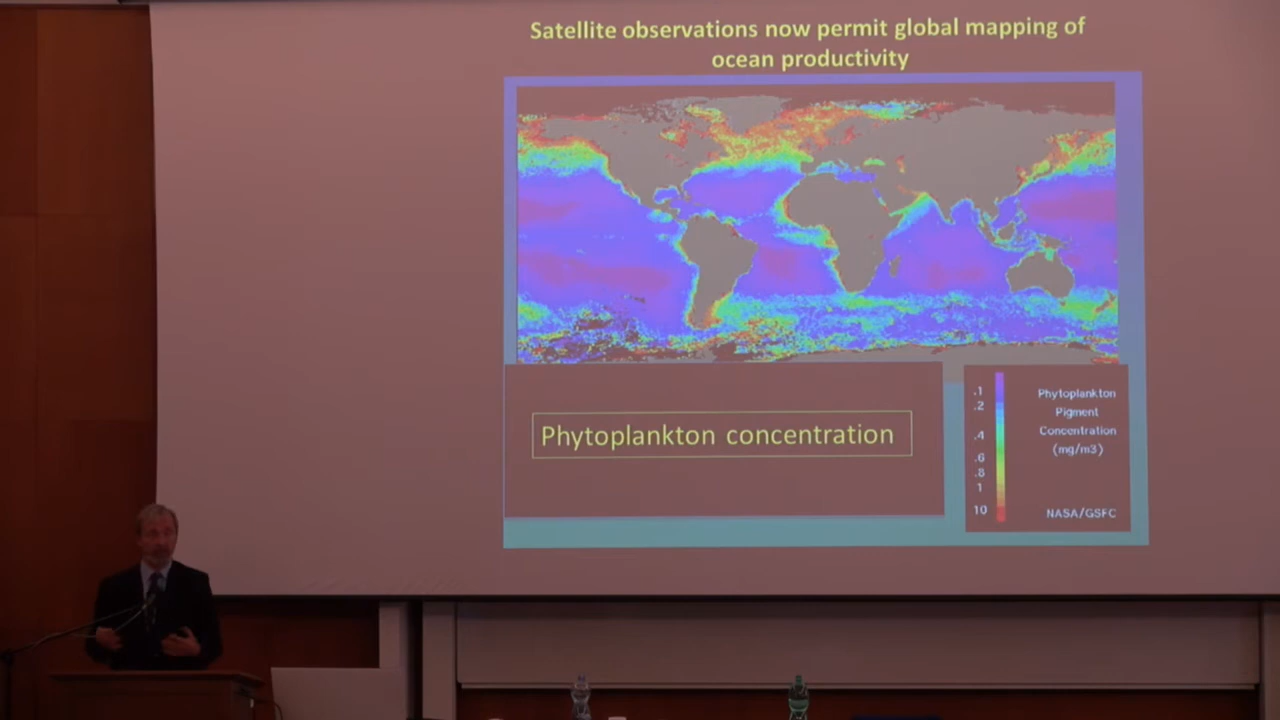 Satellite observations now permit global mapping of
ocean productivity
Phytoplankton concentration
.1
.2
.4
.6
.8
1
10
Phytoplankton
Pigment
Concentration
(mg/m3)
NASA/GSFC